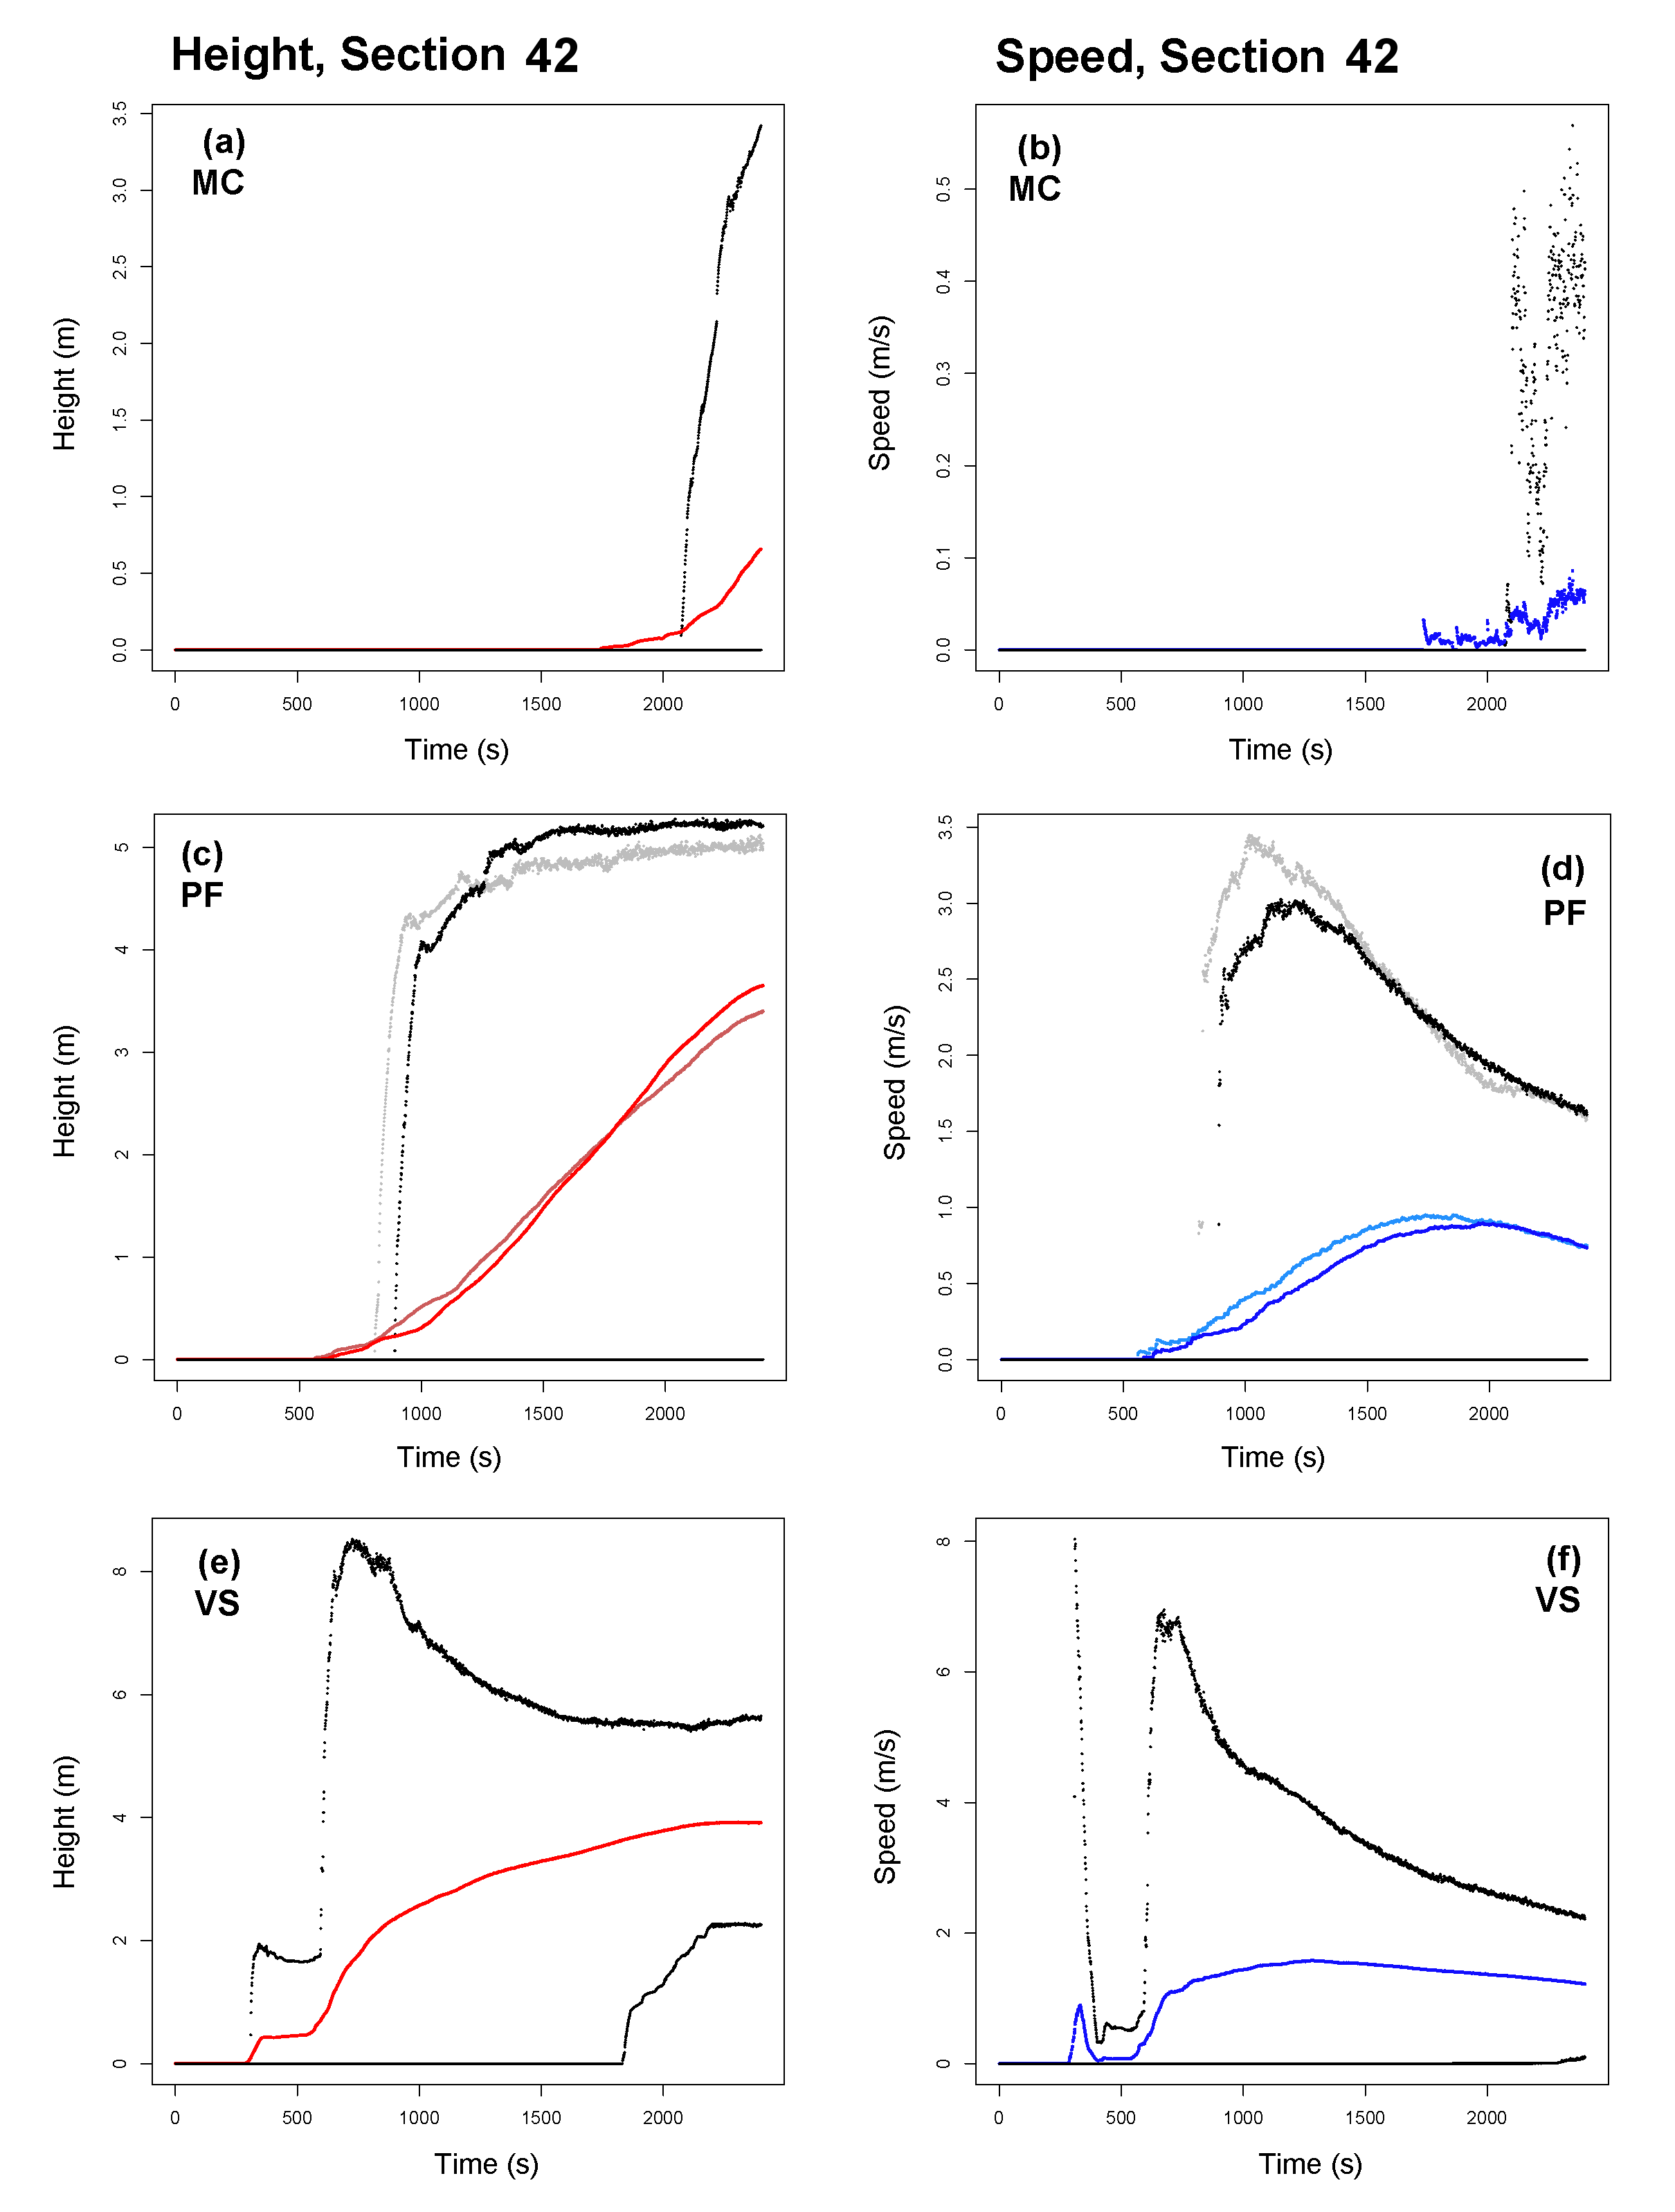 Height, Section 42
Speed, Section 42
(a)
MC
Height (m)
0.0 0.5 1.0 1.5 2.0 2.5 3.0 3.5
0 500 1000 1500 2000
Time (s)
(b)
MC
Speed (m/s)
0.0 0.1 0.2 0.3 0.4 0.5
0 500 1000 1500 2000
Time (s)
(c)
PF
Height (m)
0 1 2 3 4 5
0 500 1000 1500 2000
Time (s)
(d)
PF
Speed (m/s)
0.0 0.5 1.0 1.5 2.0 2.5 3.0 3.5
0 500 1000 1500 2000
Time (s)
(e)
VS
Height (m)
0 2 4 6 8
0 500 1000 1500 2000
Time (s)
(f)
VS
Speed (m/s)
0 2 4 6 8
0 500 1000 1500 2000
Time (s)